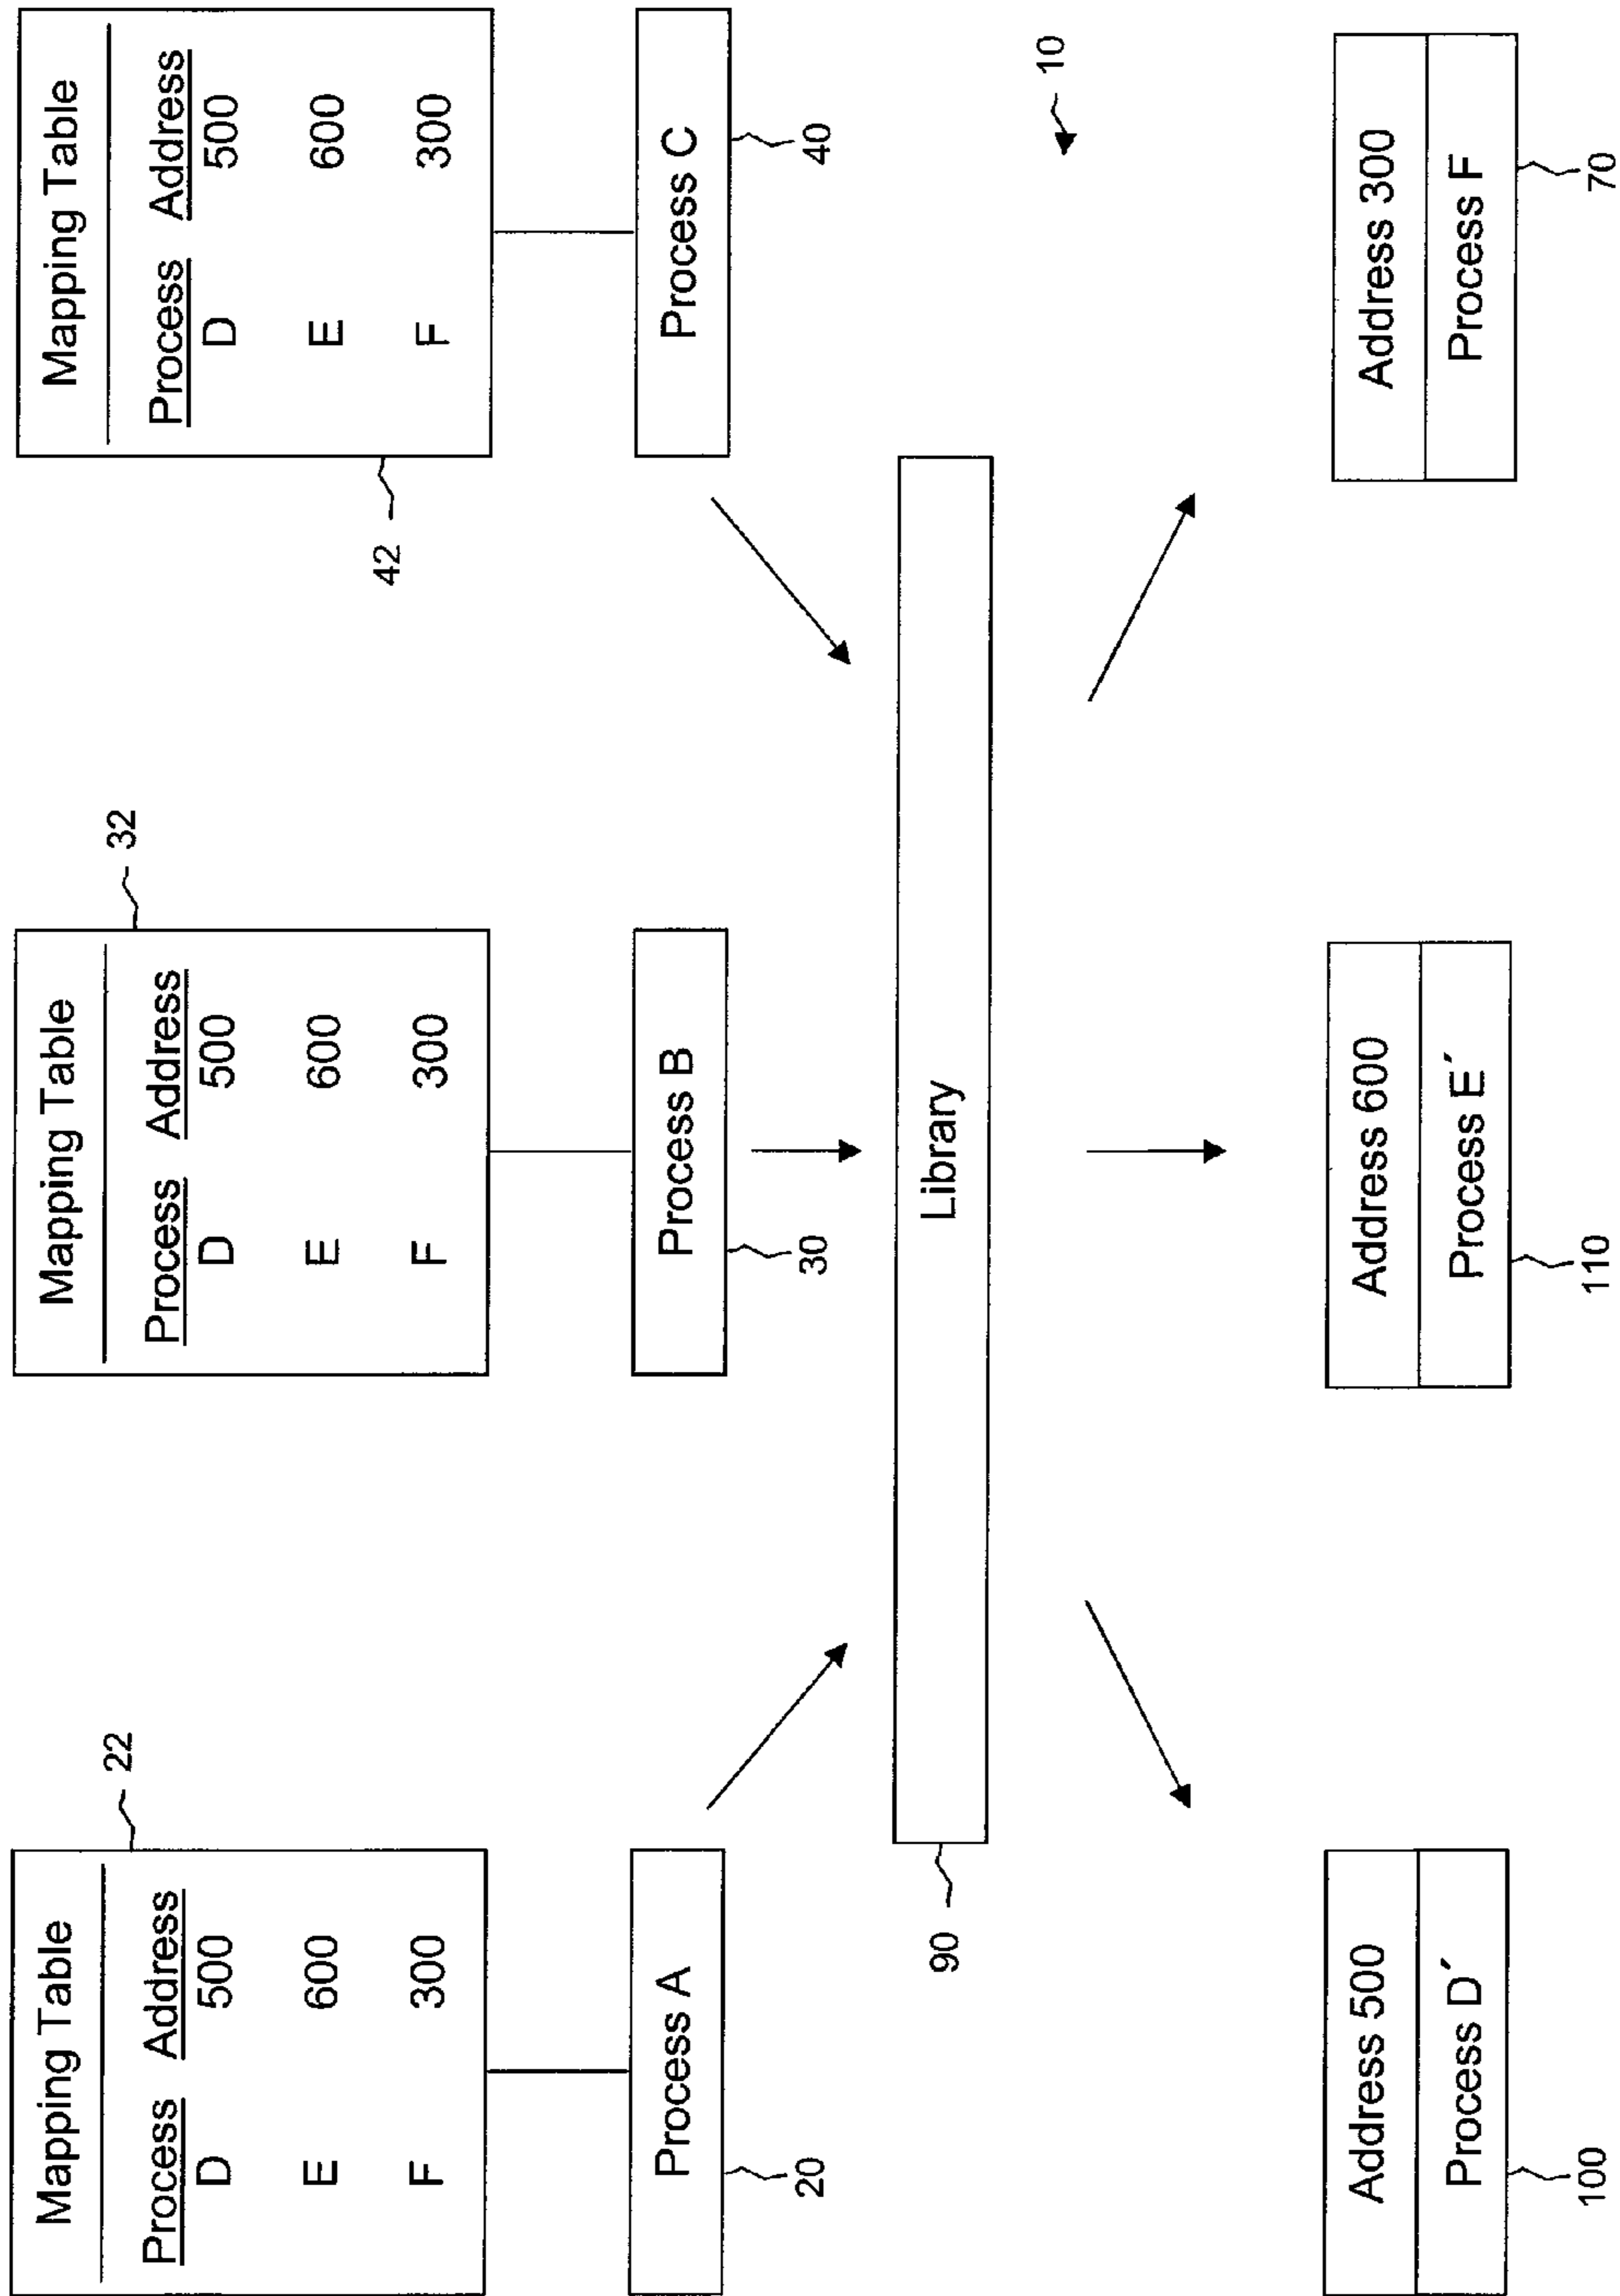 Mapping Table
Process Address
D 500
E 600
F 300
22
Process A
20
Mapping Table
Process Address
D 500
E 600
F 300
32
Process B
30
Mapping Table
Process Address
D 500
E 600
F 300
42
Process C
40
Library
90
10
Address 500
Process D′
100
Address 600
Process E′
110
Address 300
Process F
70